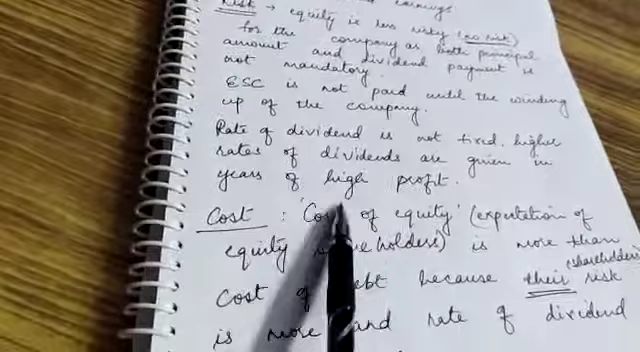 Risk → equity is less risky (no risk)
for the company as both principal
amount and dividend payment is
not mandatory.
ESC is not paid until the winding
up of the company.
Rate of dividend is not fixed. higher
rates of dividends are given in
years of high profit.
Cost : 'Cost of equity' (expectation of
equity holders) is more than
(shareholders)
cost of debt because their risk
is more and rate of dividend